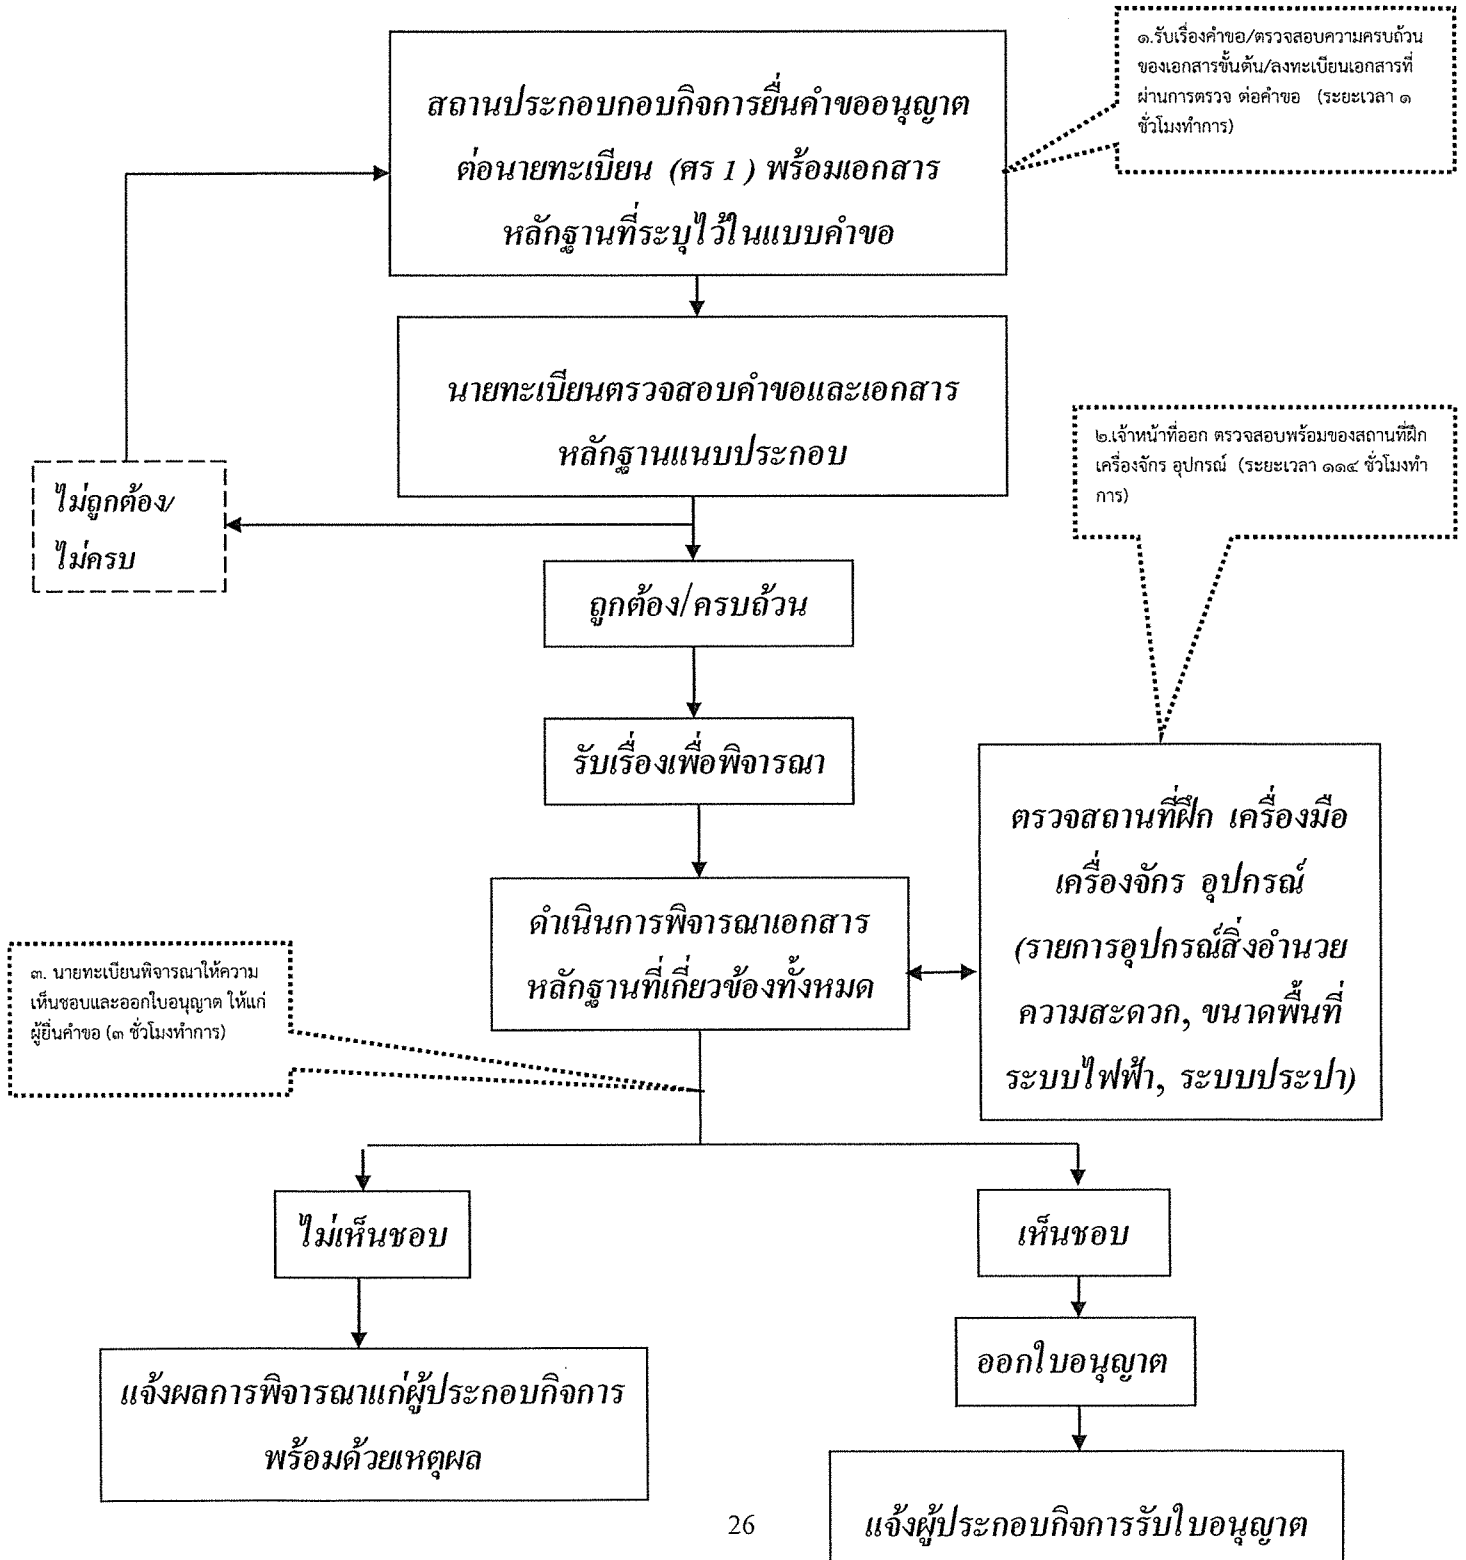 ๑.รับเรื่องคำขอ/ตรวจสอบความครบถ้วน
ของเอกสารขั้นต้น/ลงทะเบียนเอกสารที่
ผ่านการตรวจ ต่อคำขอ (ระยะเวลา ๑
ชั่วโมงทำการ)
สถานประกอบกอบกิจการยื่นคำขออนุญาต
ต่อนายทะเบียน (ศร 1 ) พร้อมเอกสาร
หลักฐานที่ระบุไว้ในแบบคำขอ
นายทะเบียนตรวจสอบคำขอและเอกสาร
หลักฐานแนบประกอบ
๒.เจ้าหน้าที่ออก ตรวจสอบพร้อมของสถานที่ฝึก
เครื่องจักร อุปกรณ์ (ระยะเวลา ๑๑๔ ชั่วโมงทำ
การ)
ไม่ถูกต้อง/
ไม่ครบ
ถูกต้อง/ครบถ้วน
รับเรื่องเพื่อพิจารณา
ตรวจสถานที่ฝึก เครื่องมือ
เครื่องจักร อุปกรณ์
(รายการอุปกรณ์สิ่งอำนวย
ความสะดวก, ขนาดพื้นที่
ระบบไฟฟ้า, ระบบประปา)
ดำเนินการพิจารณาเอกสาร
หลักฐานที่เกี่ยวข้องทั้งหมด
๓. นายทะเบียนพิจารณาให้ความ
เห็นชอบและออกใบอนุญาต ให้แก่
ผู้ยื่นคำขอ (๓ ชั่วโมงทำการ)
ไม่เห็นชอบ
เห็นชอบ
ออกใบอนุญาต
แจ้งผลการพิจารณาแก่ผู้ประกอบกิจการ
พร้อมด้วยเหตุผล
แจ้งผู้ประกอบกิจการรับใบอนุญาต
26